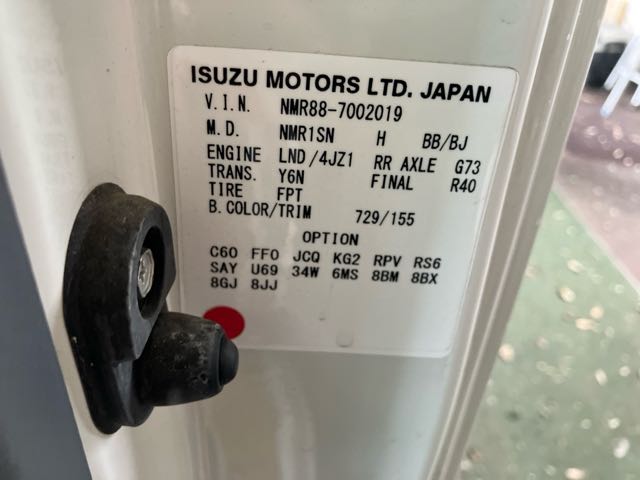 ISUZU MOTORS LTD. JAPAN
V.I.N. NMR88-7002019
M.D. NMR1SN H BB/BJ
ENGINE LND/4JZ1 RR AXLE G73
TRANS. Y6N FINAL R40
TIRE FPT
B.COLOR/TRIM 729/155
OPTION
C60 FF0 JCQ KG2 RPV RS6
SAY U69 34W 6MS 8BM 8BX
8GJ 8JJ